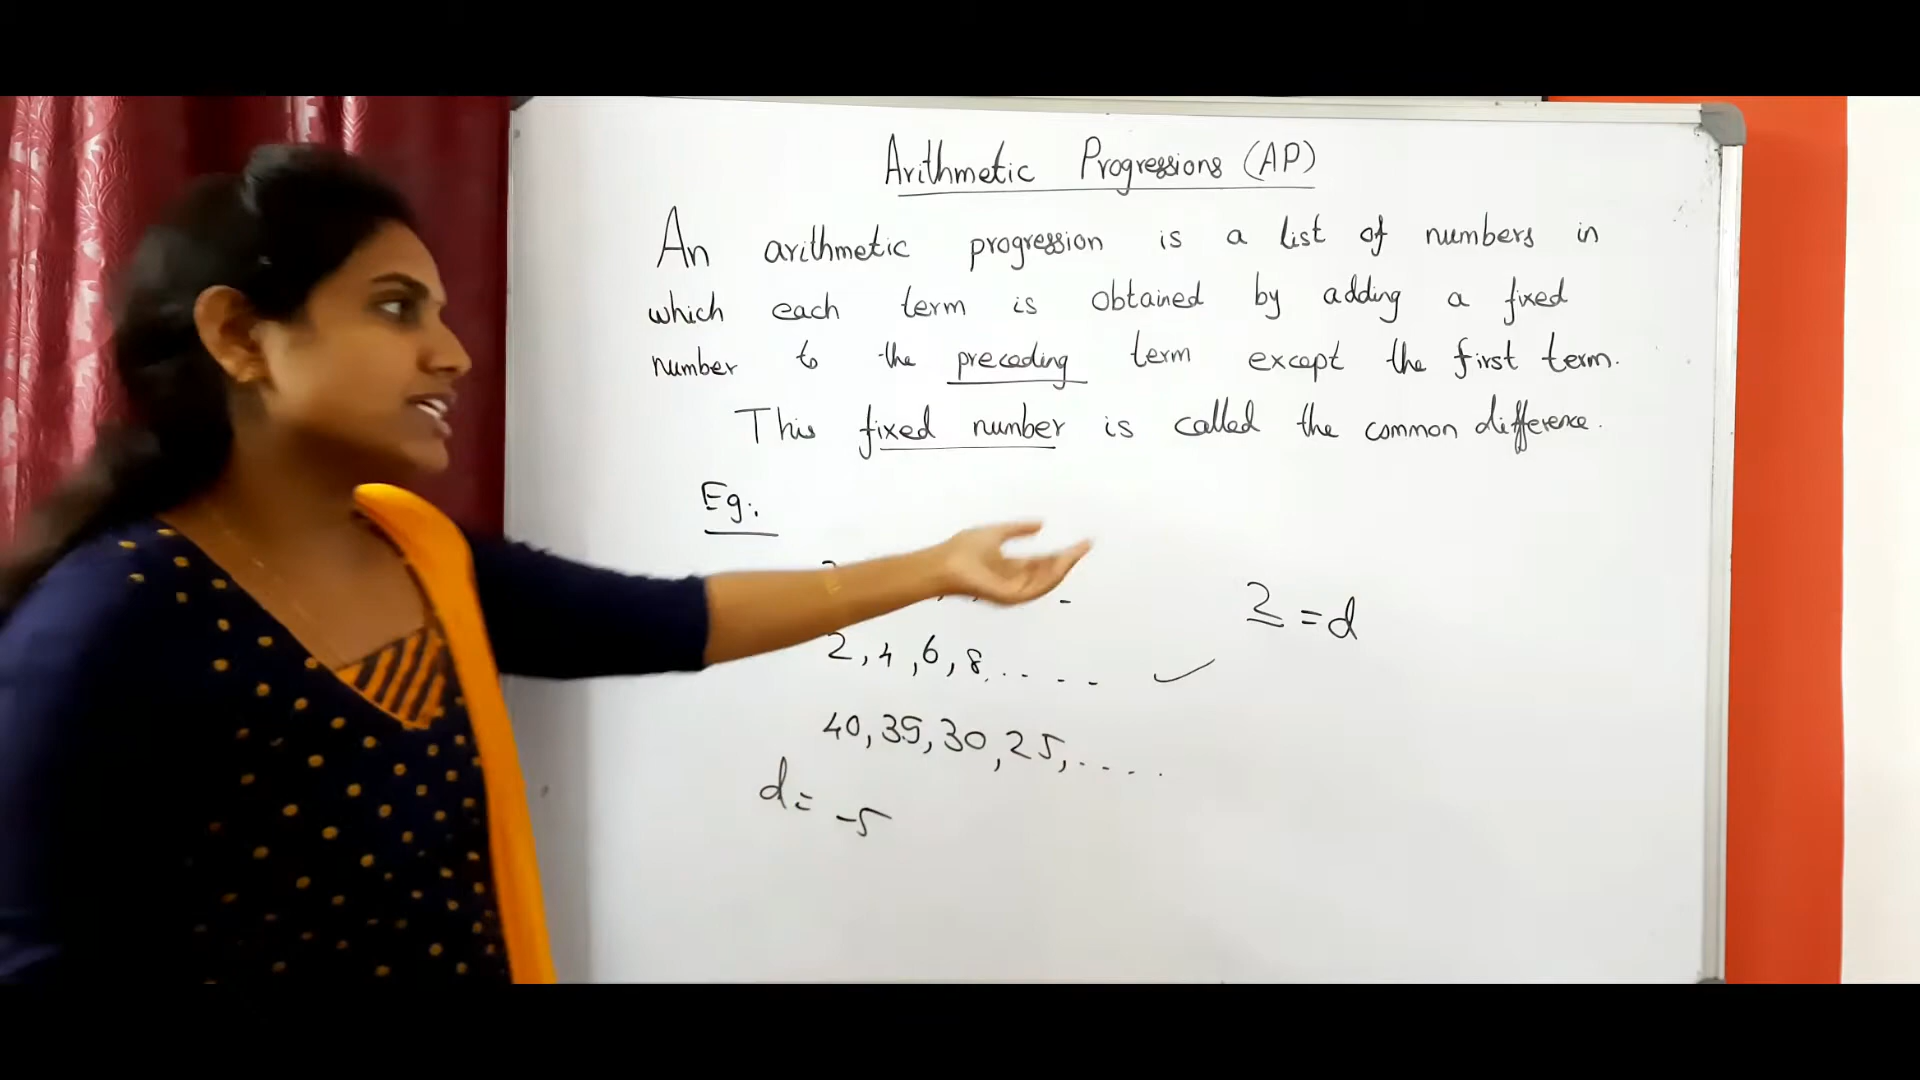 Arithmetic Progressions (AP)
An arithmetic progression is a list of numbers in
which each term is obtained by adding a fixed
number to the preceding term except the first term.
This fixed number is called the common difference.
Eg:
2 = d
2, 4, 6, 8, . . . - -
40, 35, 30, 25, . . . .
d = -5